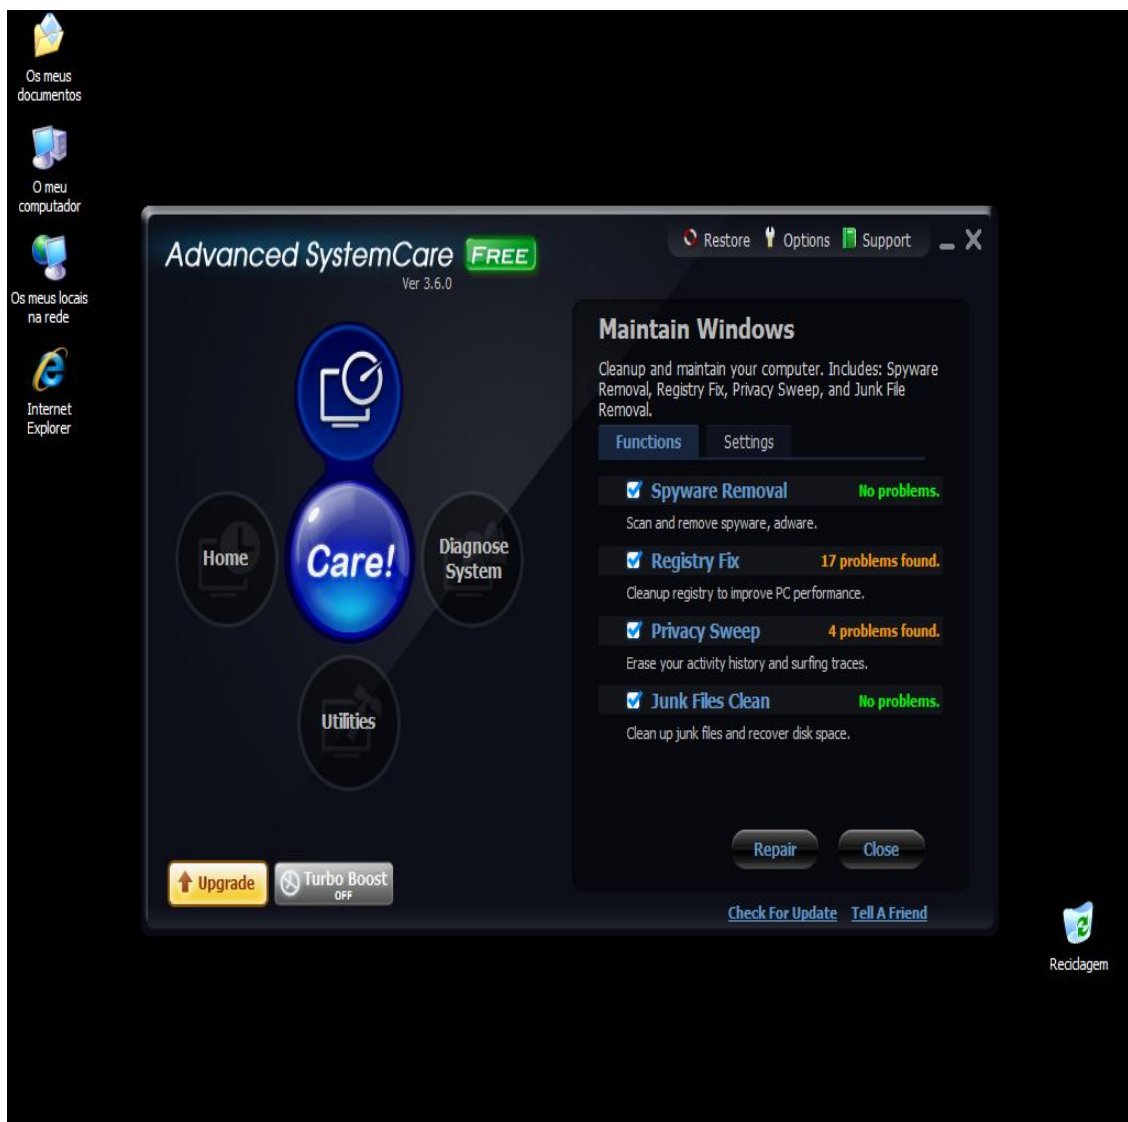 Os meus
documentos
O meu
computador
Os meus locais
na rede
Internet
Explorer
Advanced SystemCare FREE
Ver 3.6.0
Restore Options Support
Home
Care!
Diagnose
System
Utilities
Upgrade
Turbo Boost
OFF
Maintain Windows
Cleanup and maintain your computer. Includes: Spyware
Removal, Registry Fix, Privacy Sweep, and Junk File
Removal.
Functions Settings
Spyware Removal No problems.
Scan and remove spyware, adware.
Registry Fix 17 problems found.
Cleanup registry to improve PC performance.
Privacy Sweep 4 problems found.
Erase your activity history and surfing traces.
Junk Files Clean No problems.
Clean up junk files and recover disk space.
Repair Close
Check For Update Tell A Friend
Reciclagem